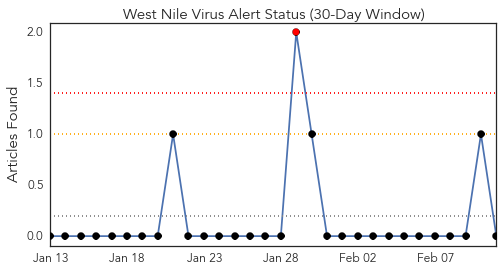 West Nile Virus Alert Status (30-Day Window)
Articles Found
2.0
1.5
1.0
0.5
0.0
Jan 13 Jan 18 Jan 23 Jan 28 Feb 02 Feb 07